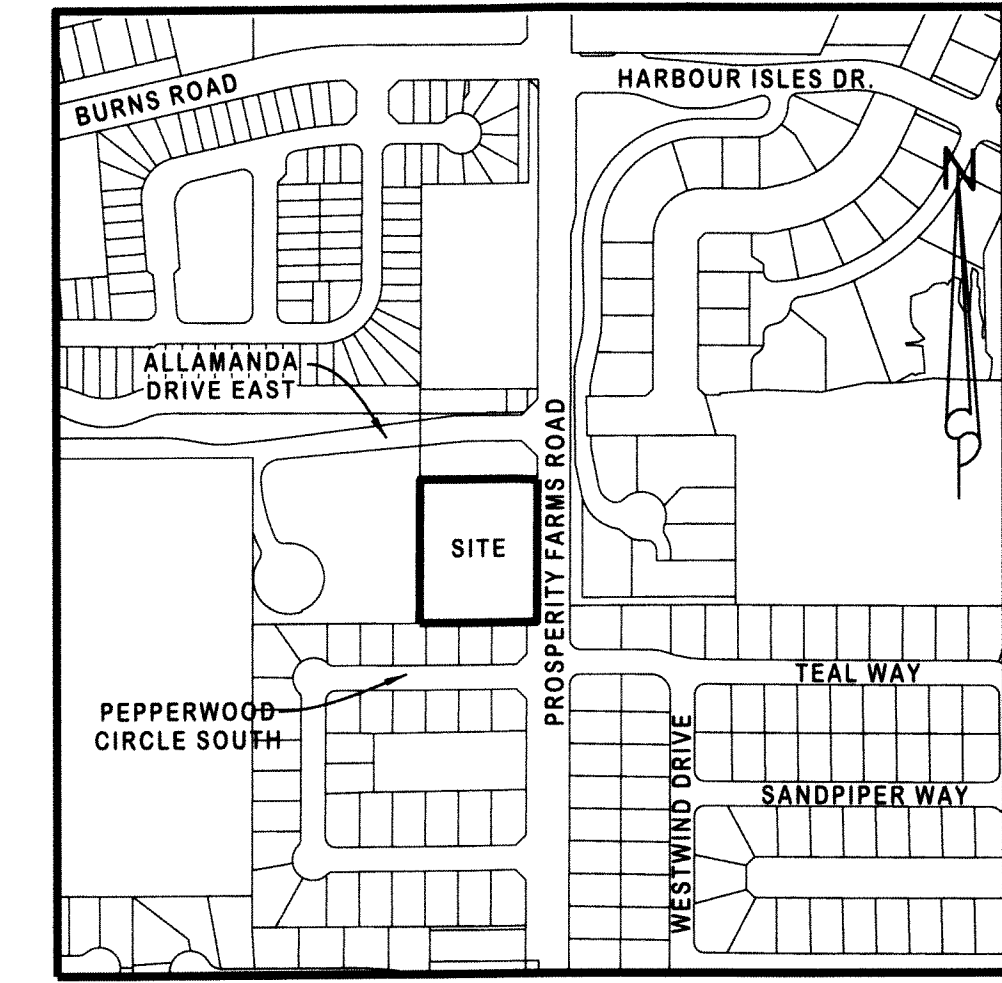 BURNS ROAD
HARBOUR ISLES DR.
N
ALLAMANDA
DRIVE EAST
PROSPERITY FARMS ROAD
SITE
PEPPERWOOD
CIRCLE SOUTH
TEAL WAY
WESTWIND DRIVE
SANDPIPER WAY